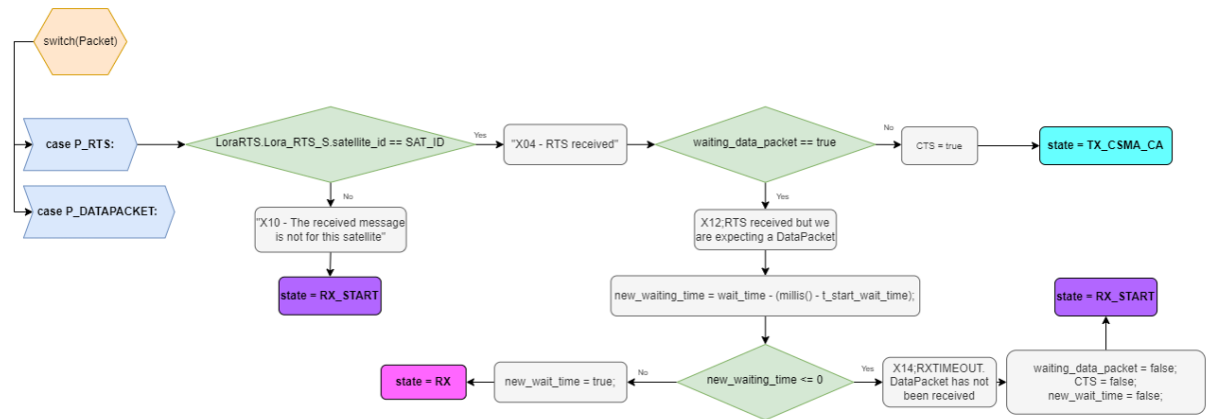 switch(Packet)
case P_RTS:
LoraRTS.Lora_RTS_S.satellite_id == SAT_ID
Yes
"X04 - RTS received"
waiting_data_packet == true
No
CTS = true
state = TX_CSMA_CA
case P_DATAPACKET:
No
"X10 - The received message
is not for this satellite"
state = RX_START
Yes
X12;RTS received but we
are expecting a DataPacket
new_waiting_time = wait_time - (millis() - t_start_wait_time);
state = RX_START
state = RX
new_wait_time = true;
No
new_waiting_time <= 0
Yes
X14;RXTIMEOUT.
DataPacket has not
been received
waiting_data_packet = false;
CTS = false;
new_wait_time = false;